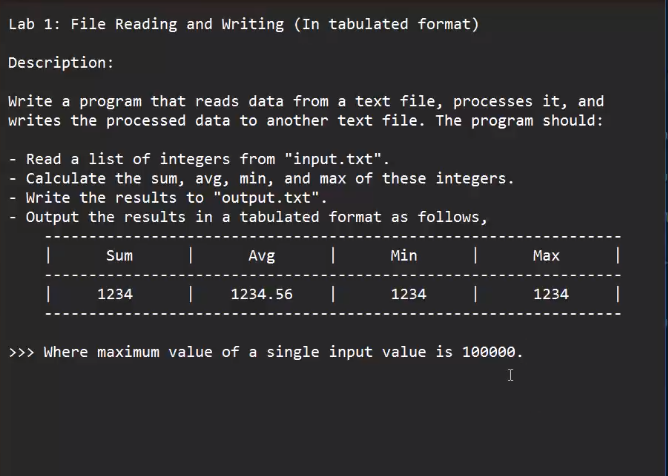 Lab 1: File Reading and Writing (In tabulated format)
Description:
Write a program that reads data from a text file, processes it, and
writes the processed data to another text file. The program should:
- Read a list of integers from "input.txt".
- Calculate the sum, avg, min, and max of these integers.
- Write the results to "output.txt".
- Output the results in a tabulated format as follows,
-----------------------------------------------------------------
| Sum | Avg | Min | Max |
-----------------------------------------------------------------
| 1234 | 1234.56 | 1234 | 1234 |
-----------------------------------------------------------------
>>> Where maximum value of a single input value is 100000.